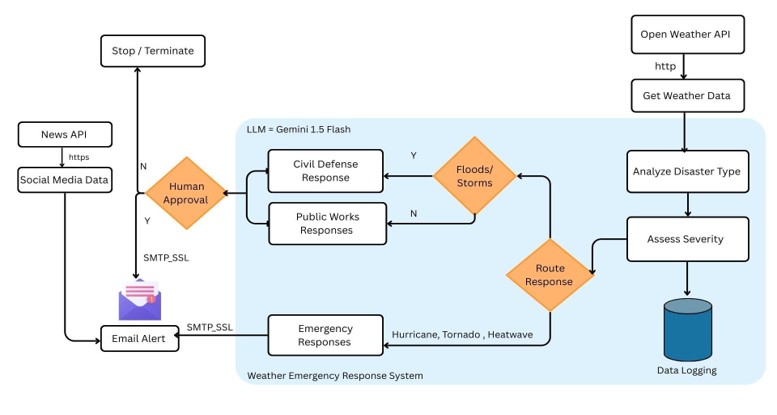 Open Weather API
http
Get Weather Data
Stop / Terminate
News API
https
Social Media Data
LLM = Gemini 1.5 Flash
Civil Defense
Response
Y
Floods/
Storms
Analyze Disaster Type
N
Human
Approval
Public Works
Responses
N
Y
Assess Severity
SMTP_SSL
Route
Response
SMTP_SSL
Email Alert
Emergency
Responses
Hurricane, Tornado , Heatwave
Data Logging
Weather Emergency Response System